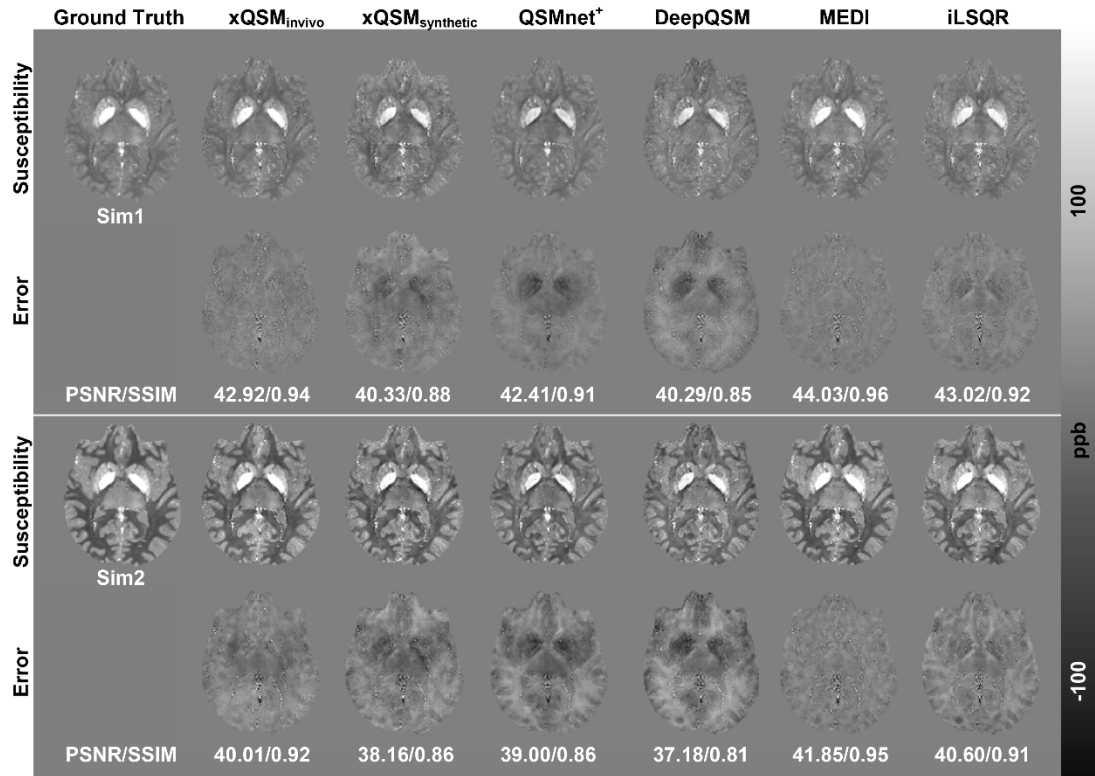 Ground Truth xQSMinvivo xQSMsynthetic QSMnet+ DeepQSM MEDI iLSQR
Susceptibility
Sim1
Error
PSNR/SSIM 42.92/0.94 40.33/0.88 42.41/0.91 40.29/0.85 44.03/0.96 43.02/0.92
Susceptibility
Sim2
Error
PSNR/SSIM 40.01/0.92 38.16/0.86 39.00/0.86 37.18/0.81 41.85/0.95 40.60/0.91
100
ppb
-100